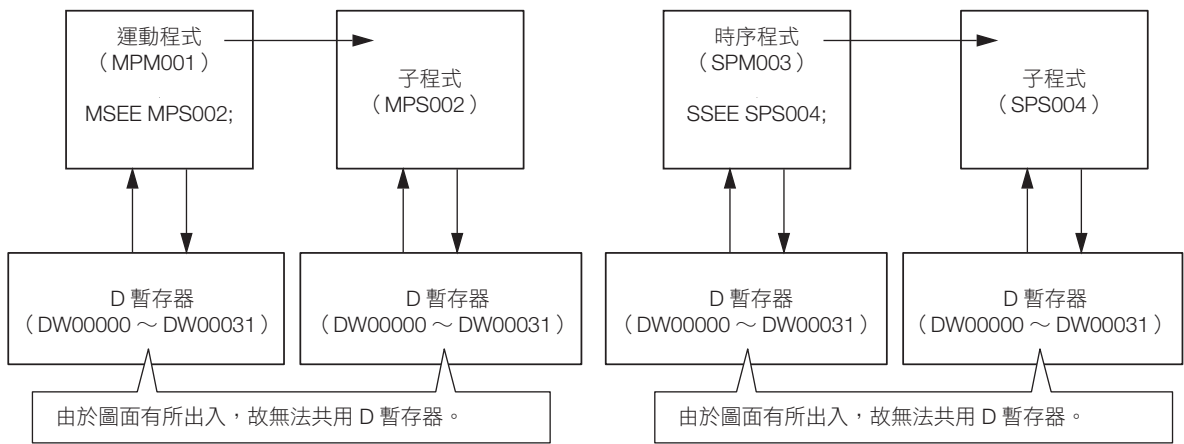 運動程式
（MPM001）
MSEE MPS002;
子程式
（MPS002）
時序程式
（SPM003）
SSEE SPS004;
子程式
（SPS004）
D 暫存器
（DW00000 ～ DW00031）
D 暫存器
（DW00000 ～ DW00031）
D 暫存器
（DW00000 ～ DW00031）
D 暫存器
（DW00000 ～ DW00031）
由於圖面有所出入，故無法共用 D 暫存器。
由於圖面有所出入，故無法共用 D 暫存器。